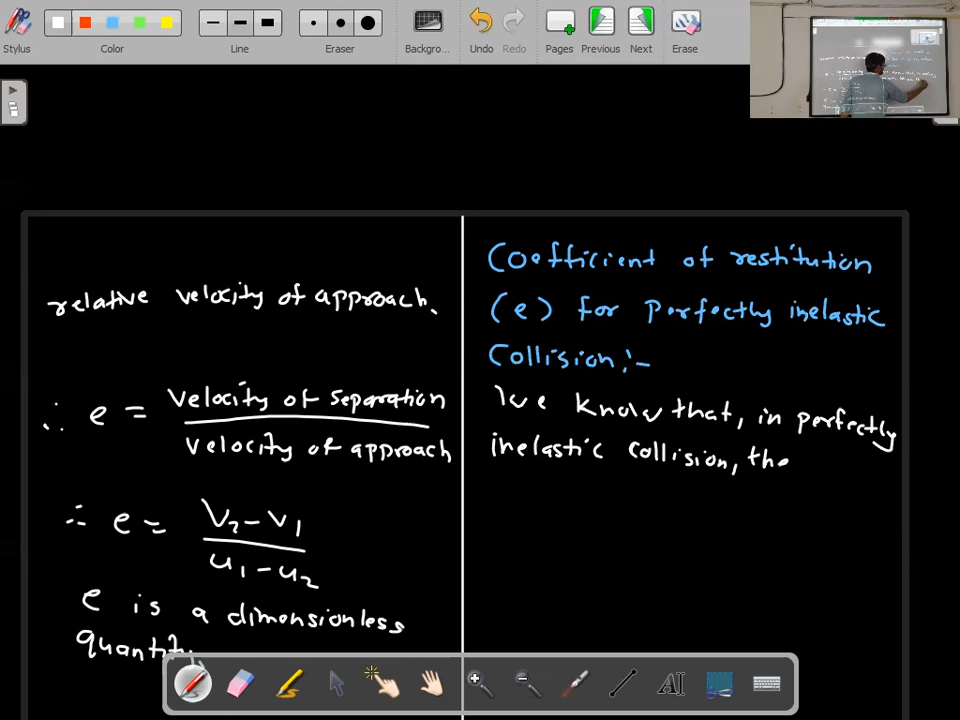 Stylus
Color
Line
Eraser
Backgro...
Undo
Redo
Pages
Previous
Next
Erase
relative velocity of approach.
∴ e = velocity of separation
velocity of approach
∴ e = V₂ - V₁
u₁ - u₂
e is a dimensionless
quantity
Coefficient of restitution
(e) for perfectly inelastic
Collision :-
we know that, in perfectly
inelastic collision, the
AI